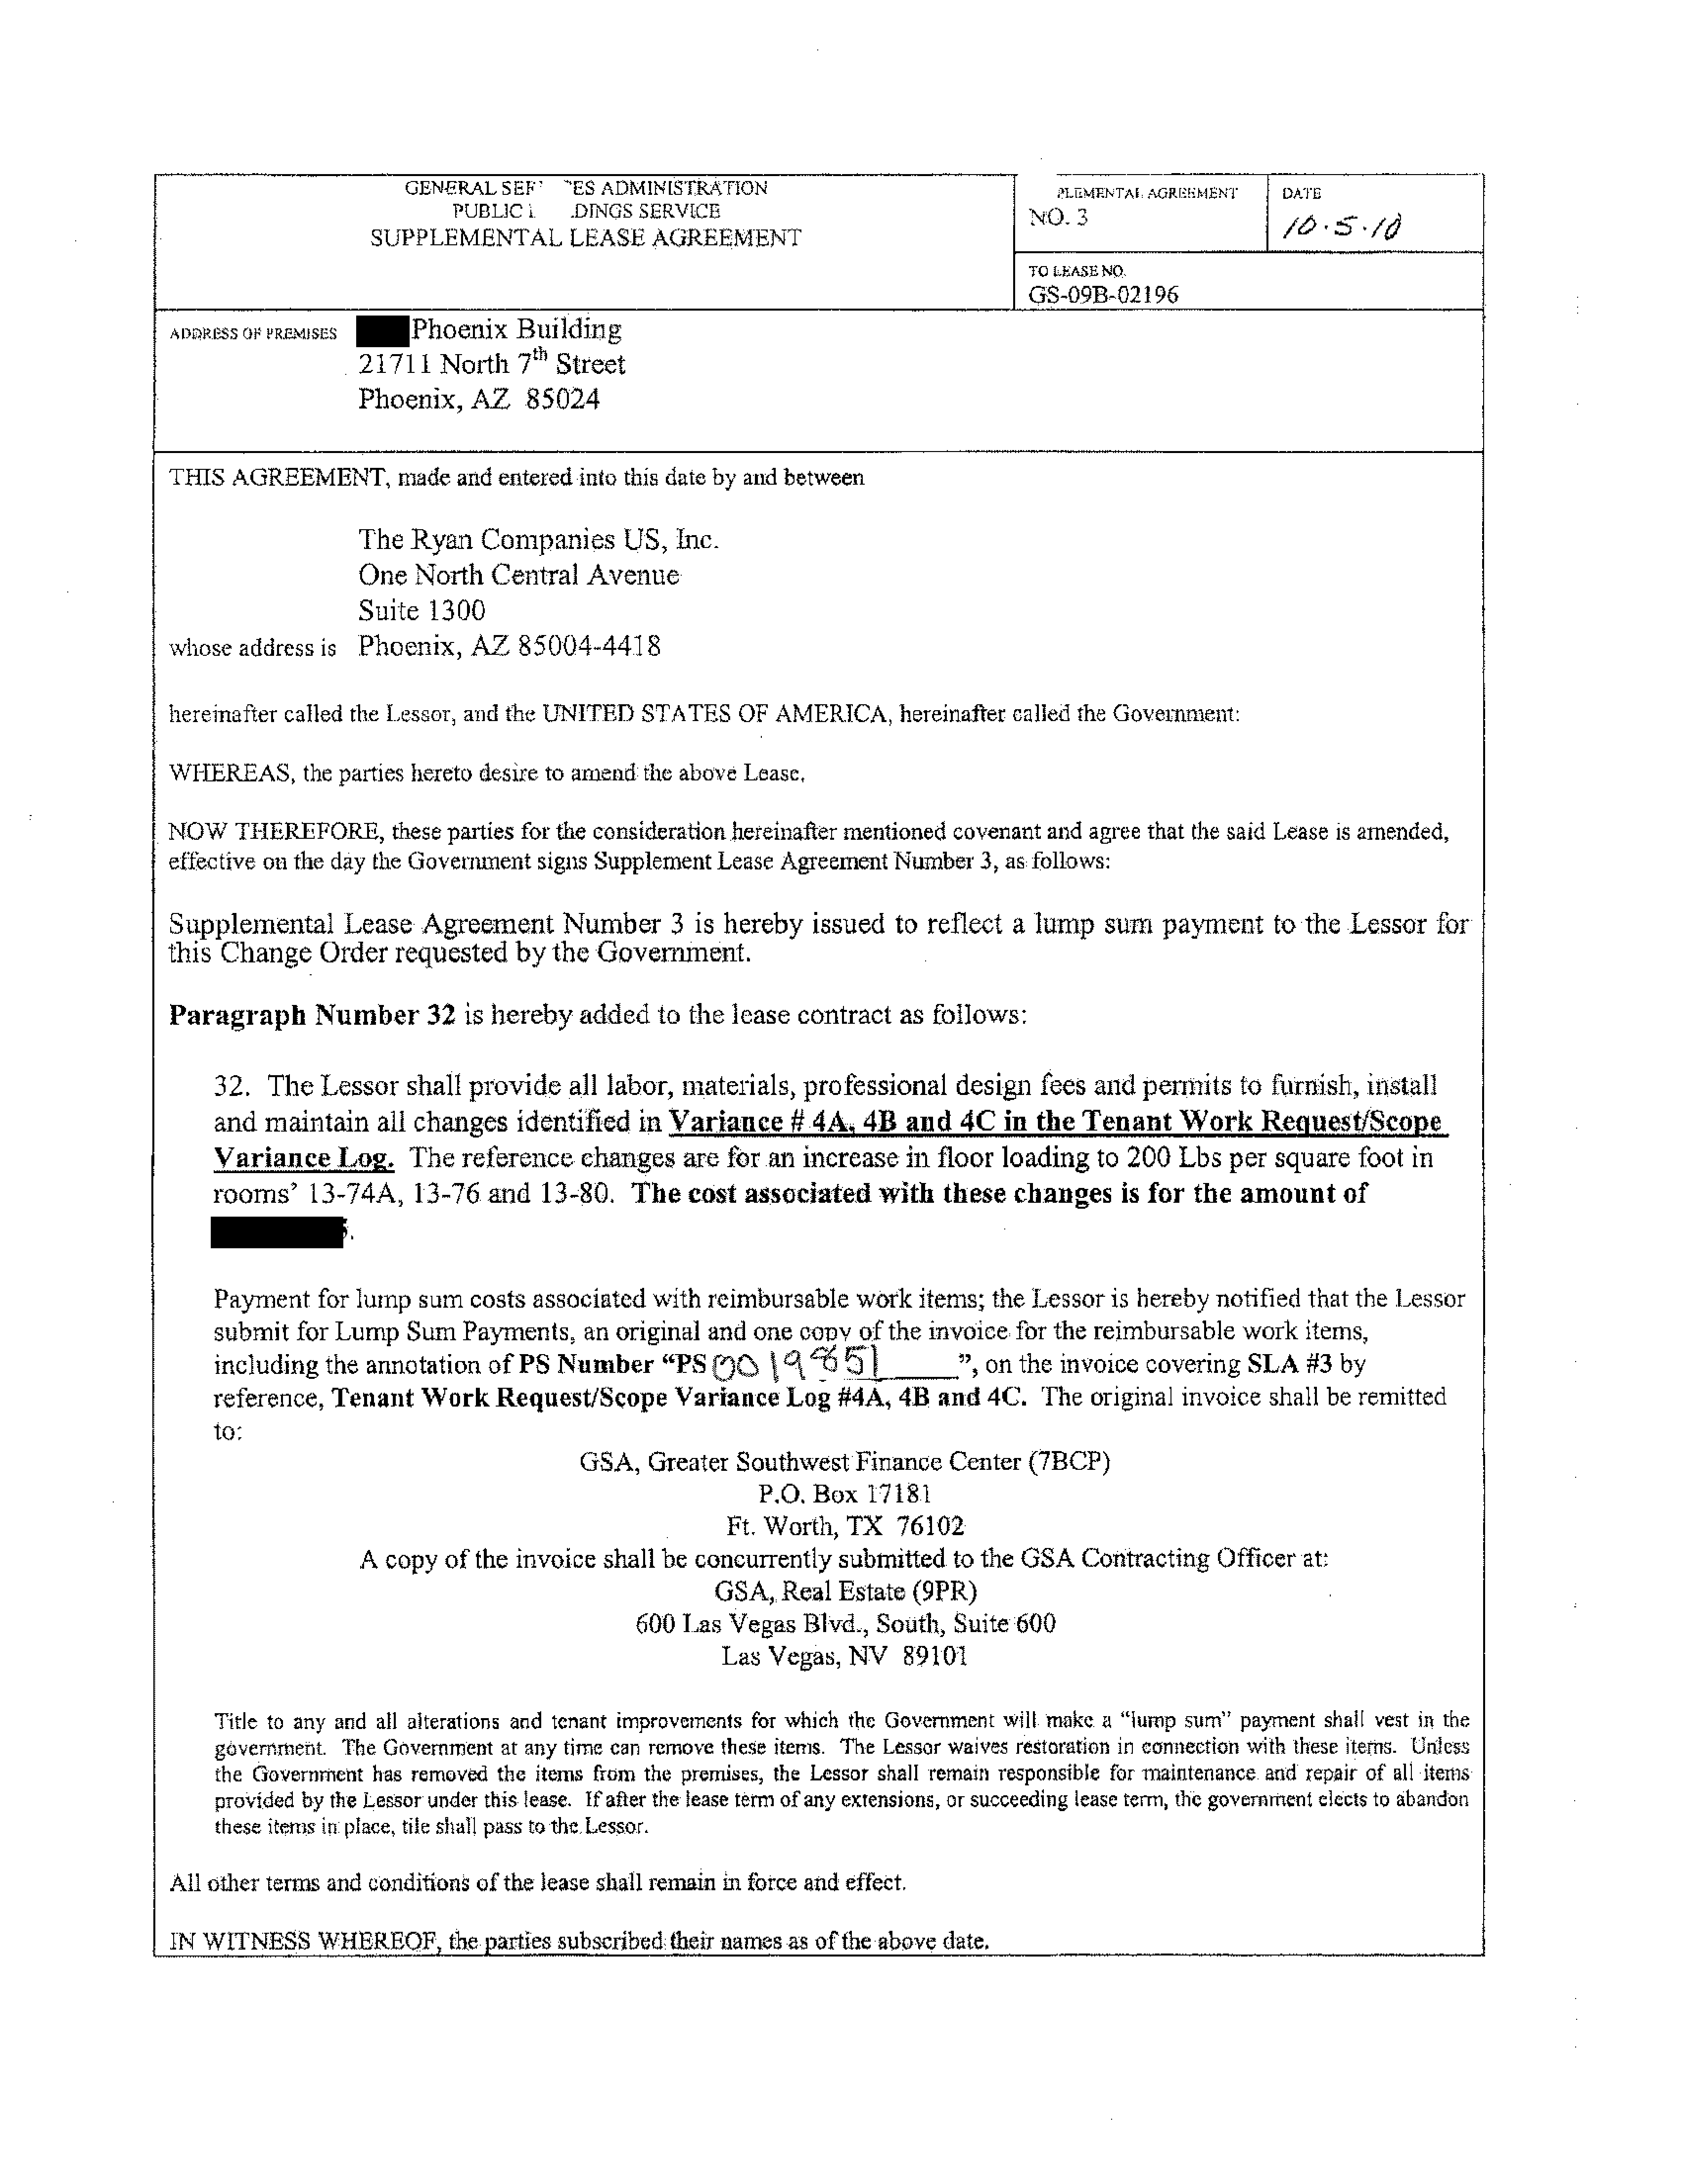 GENERAL SER' 'ES ADMINISTRATION
PUBLIC DINGS SERVICE
SUPPLEMENTAL LEASE AGREEMENT
PLEMENTAL AGREEMENT
NO. 3
DATE
10.5.10
TO LEASE NO.
GS-09B-02196
ADDRESS OF PREMISES
Phoenix Building
21711 North 7th Street
Phoenix, AZ 85024
THIS AGREEMENT, made and entered into this date by and between
The Ryan Companies US, Inc.
One North Central Avenue
Suite 1300
whose address is Phoenix, AZ 85004-4418
hereinafter called the Lessor, and the UNITED STATES OF AMERICA, hereinafter called the Government:
WHEREAS, the parties hereto desire to amend the above Lease.
NOW THEREFORE, these parties for the consideration hereinafter mentioned covenant and agree that the said Lease is amended,
effective on the day the Government signs Supplement Lease Agreement Number 3, as follows:
Supplemental Lease Agreement Number 3 is hereby issued to reflect a lump sum payment to the Lessor for
this Change Order requested by the Government.
Paragraph Number 32 is hereby added to the lease contract as follows:
32. The Lessor shall provide all labor, materials, professional design fees and permits to furnish, install
and maintain all changes identified in Variance # 4A, 4B and 4C in the Tenant Work Request/Scope
Variance Log. The reference changes are for an increase in floor loading to 200 Lbs per square foot in
rooms' 13-74A, 13-76 and 13-80. The cost associated with these changes is for the amount of
.
Payment for lump sum costs associated with reimbursable work items; the Lessor is hereby notified that the Lessor
submit for Lump Sum Payments, an original and one copy of the invoice for the reimbursable work items,
including the annotation of PS Number “PS 0019851”, on the invoice covering SLA #3 by
reference, Tenant Work Request/Scope Variance Log #4A, 4B and 4C. The original invoice shall be remitted
to:
GSA, Greater Southwest Finance Center (7BCP)
P.O. Box 17181
Ft. Worth, TX 76102
A copy of the invoice shall be concurrently submitted to the GSA Contracting Officer at:
GSA, Real Estate (9PR)
600 Las Vegas Blvd., South, Suite 600
Las Vegas, NV 89101
Title to any and all alterations and tenant improvements for which the Government will make a “lump sum” payment shall vest in the
government. The Government at any time can remove these items. The Lessor waives restoration in connection with these items. Unless
the Government has removed the items from the premises, the Lessor shall remain responsible for maintenance and repair of all items
provided by the Lessor under this lease. If after the lease term of any extensions, or succeeding lease term, the government elects to abandon
these items in place, tile shall pass to the Lessor.
All other terms and conditions of the lease shall remain in force and effect.
IN WITNESS WHEREOF, the parties subscribed their names as of the above date.